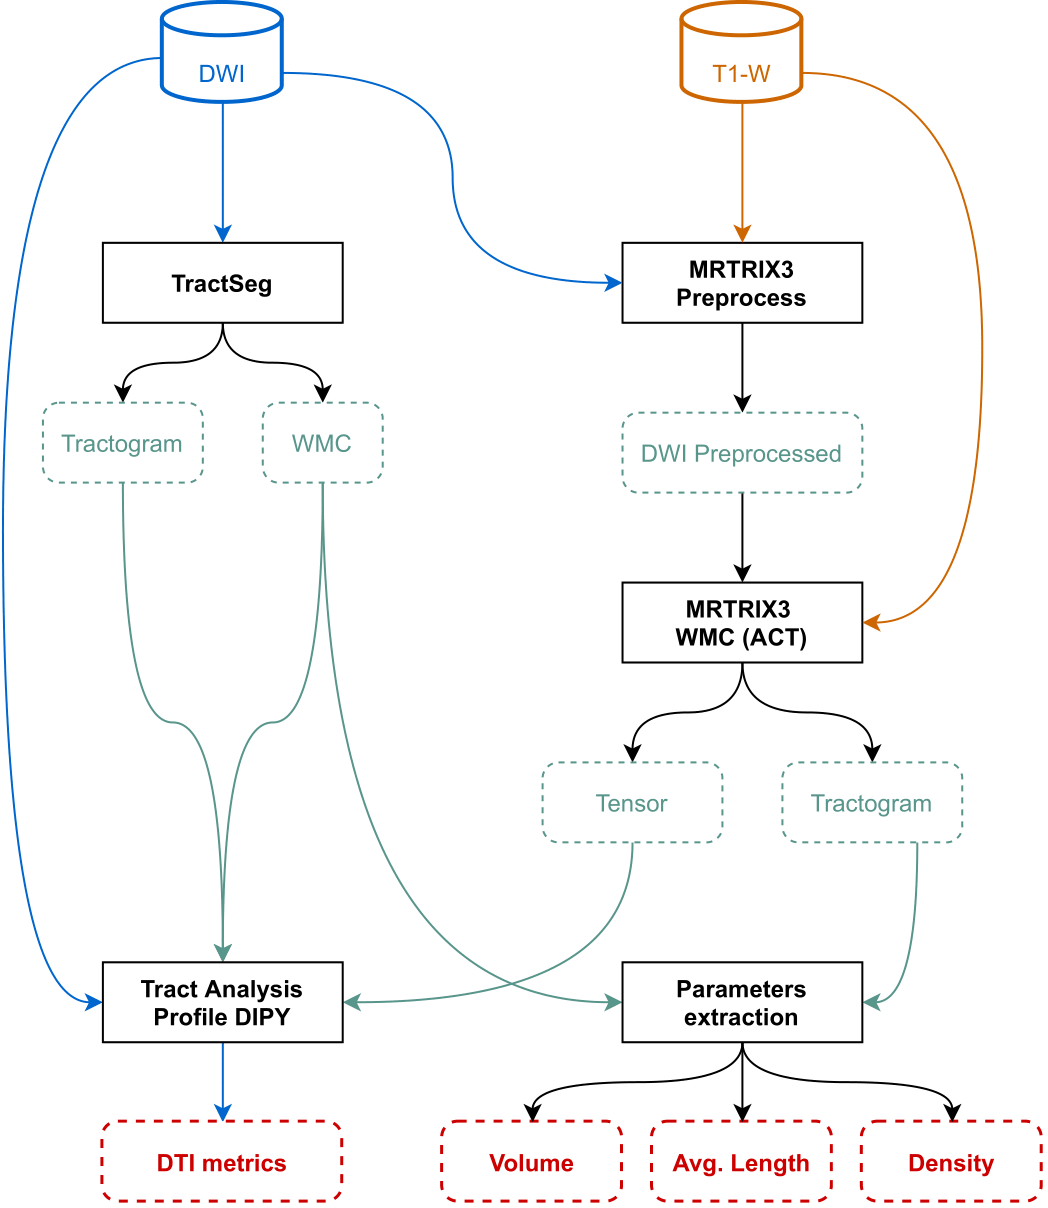 DWI
T1-W
TractSeg
MRTRIX3
Preprocess
Tractogram
WMC
DWI Preprocessed
MRTRIX3
WMC (ACT)
Tensor
Tractogram
Tract Analysis
Profile DIPY
Parameters
extraction
DTI metrics
Volume
Avg. Length
Density